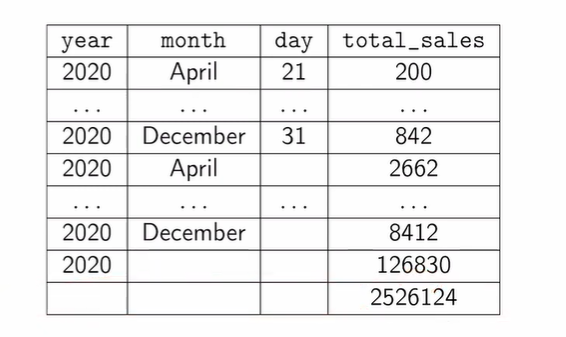 year month day total_sales
2020 April 21 200
... ... ... ...
2020 December 31 842
2020 April 2662
... ... ... ...
2020 December 8412
2020 126830
2526124